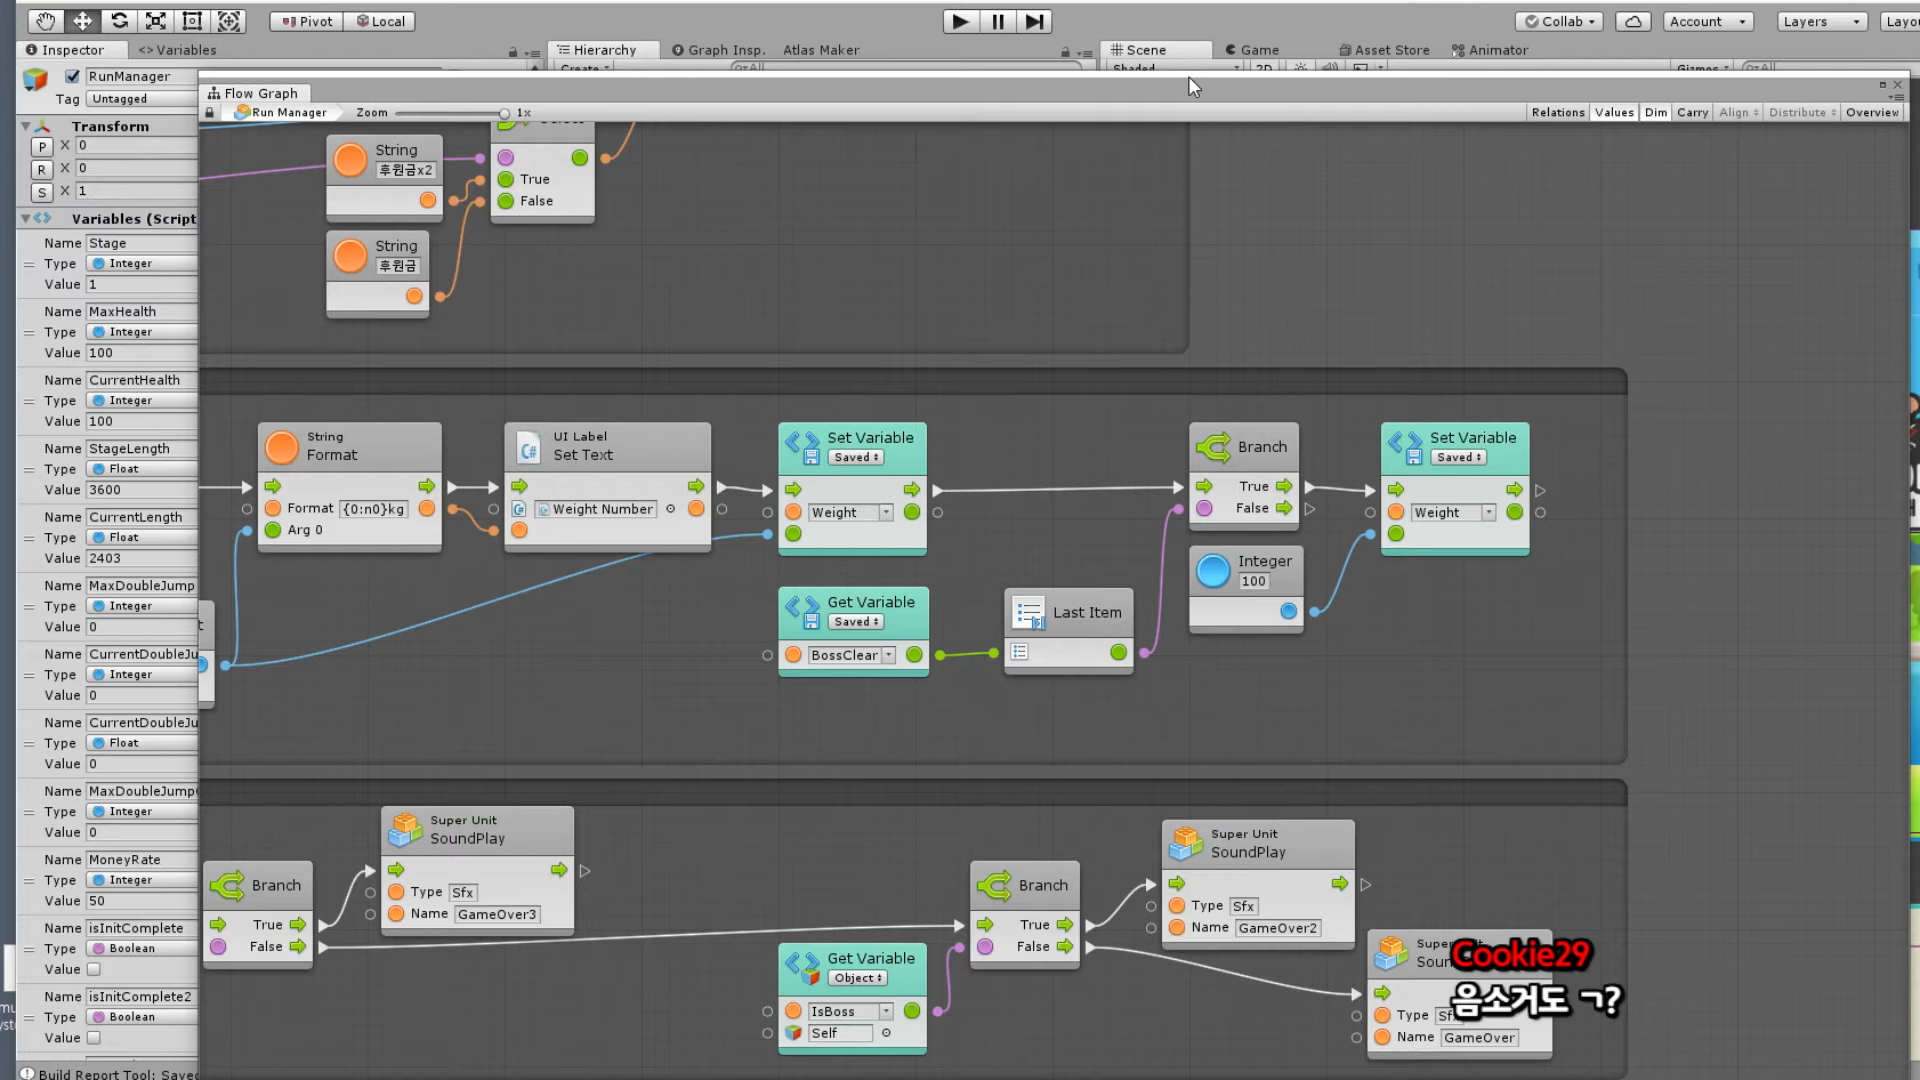 Pivot
Local
Collab
Account
Layers
Inspector
Variables
Hierarchy
Graph Insp.
Atlas Maker
Scene
Game
Asset Store
Animator
RunManager
Tag Untagged
Transform
P X 0
R X 0
S X 1
Variables (Script
Name Stage
Type Integer
Value 1
Name MaxHealth
Type Integer
Value 100
Name CurrentHealth
Type Integer
Value 100
Name StageLength
Type Float
Value 3600
Name CurrentLength
Type Float
Value 2403
Name MaxDoubleJump
Type Integer
Value 0
Name CurrentDoubleJu
Type Integer
Value 0
Name CurrentDoubleJu
Type Float
Value 0
Name MaxDoubleJump
Type Integer
Value 0
Name MoneyRate
Type Integer
Value 50
Name isInitComplete
Type Boolean
Value
Name isInitComplete2
Type Boolean
Value
Build Report Tool: Saved
Flow Graph
Run Manager
Zoom
1x
Relations
Values
Dim
Carry
Align
Distribute
Overview
String
후원금x2
True
False
String
후원금
String
Format
Format {0:n0}kg
Arg 0
UI Label
Set Text
Weight Number
Set Variable
Saved
Weight
Branch
True
False
Set Variable
Saved
Weight
Integer
100
Get Variable
Saved
BossClear
Last Item
Branch
True
False
Super Unit
SoundPlay
Type Sfx
Name GameOver3
Branch
True
False
Get Variable
Object
IsBoss
Self
Super Unit
SoundPlay
Type Sfx
Name GameOver2
Type
Name GameOver
Cookie29
음소거도 ㄱ?